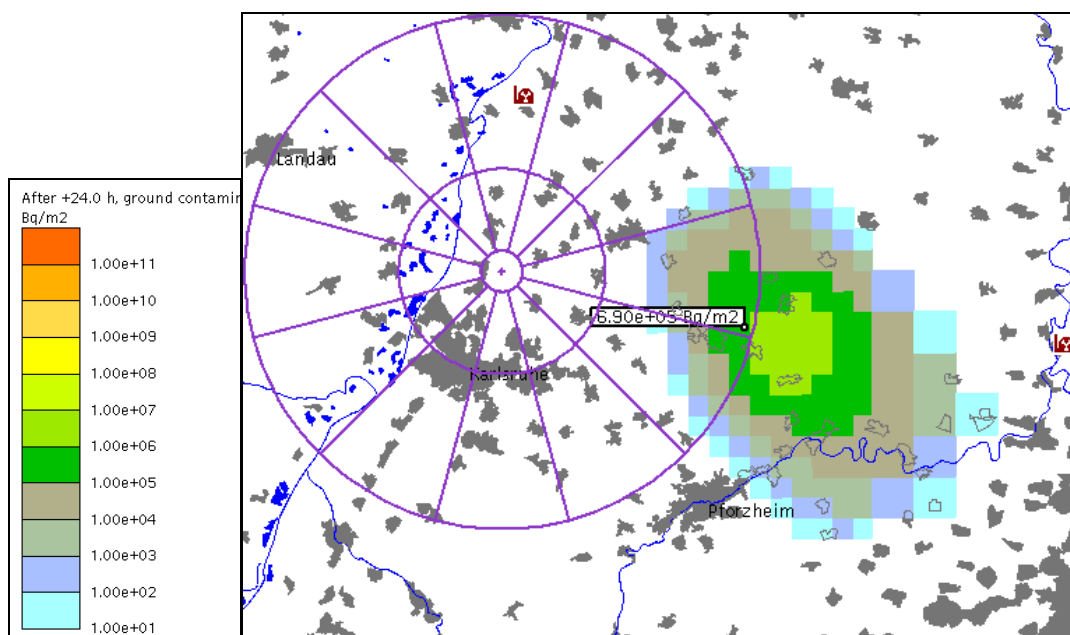 After +24.0 h, ground contamin
Bq/m2
1.00e+11
1.00e+10
1.00e+09
1.00e+08
1.00e+07
1.00e+06
1.00e+05
1.00e+04
1.00e+03
1.00e+02
1.00e+01
Landau
6.90e+05 Bq/m2
Karlsruhe
Pforzheim